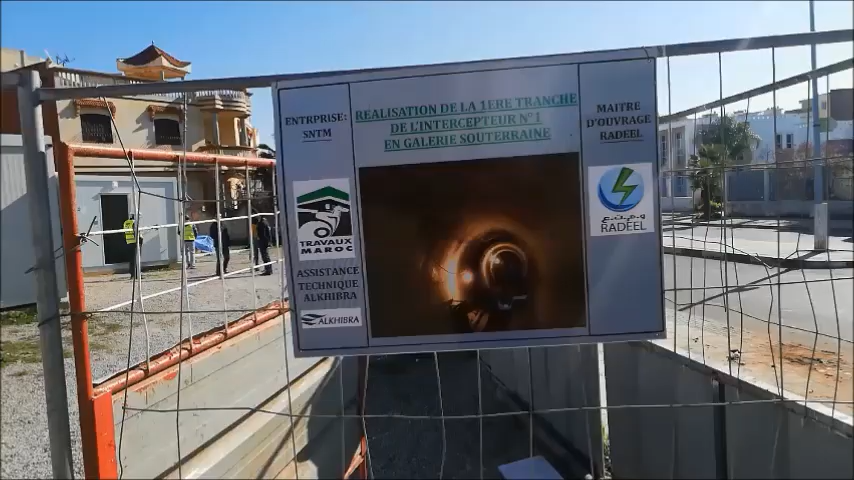 ENTREPRISE:
SNTM
TRAVAUX
MAROC
ASSISTANCE
TECHNIQUE
ALKHIBRA
ALKHIBRA
REALISATION DE LA 1ERE TRANCHE
DE L'INTERCEPTEUR N°1
EN GALERIE SOUTERRAINE
MAITRE
D'OUVRAGE
RADEEL
RADEEL